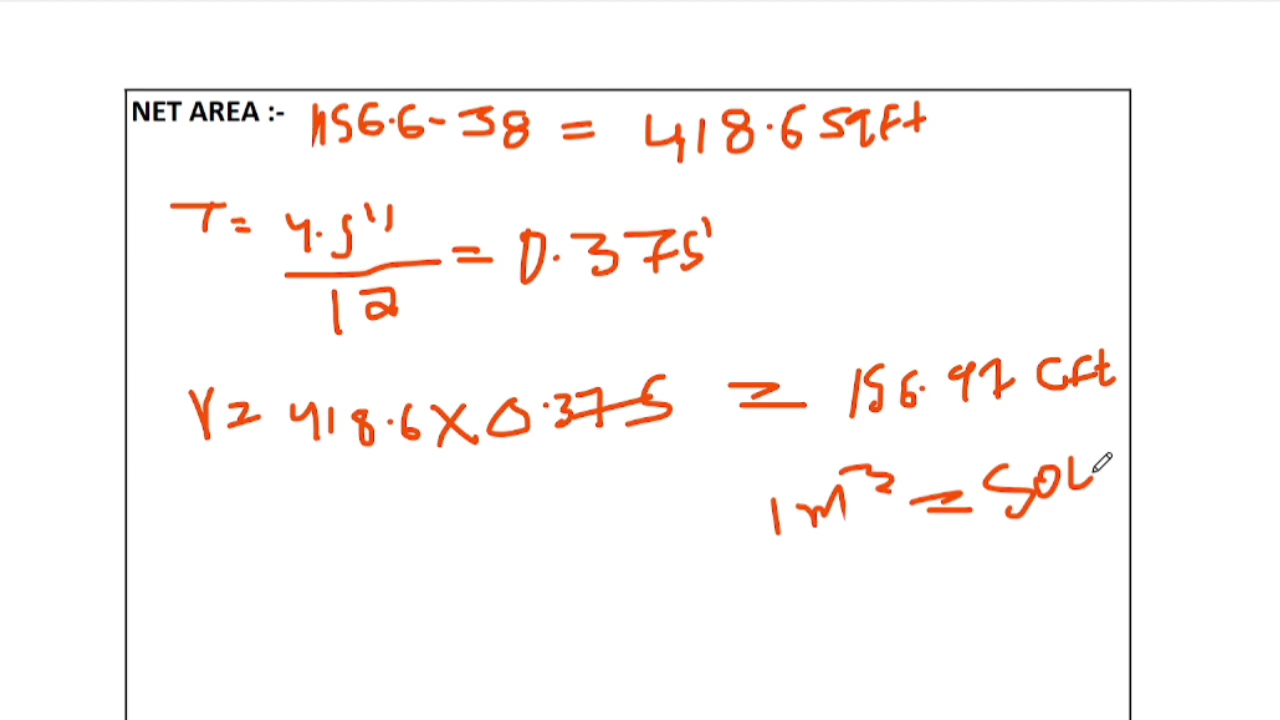 NET AREA :- 456.6-38 = 418.6 sqft
T= 4.5"
12
= 0.375'
V= 418.6 X 0.375 = 156.97 Cft
1m³ = 50